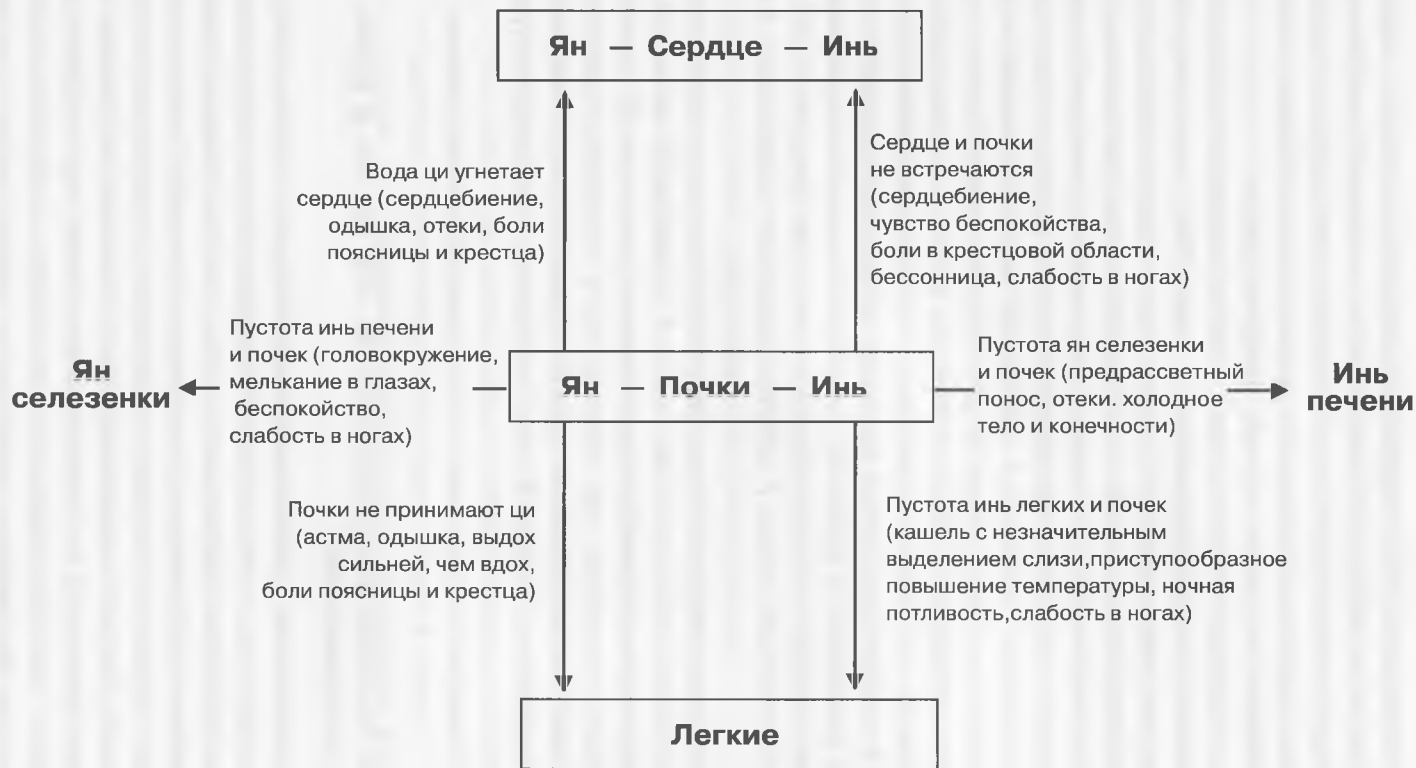 Ян — Сердце — Инь
Вода ци угнетает
сердце (сердцебиение,
одышка, отеки, боли
поясницы и крестца)
Сердце и почки
не встречаются
(сердцебиение,
чувство беспокойства,
боли в крестцовой области,
бессонница, слабость в ногах)
Ян
селезенки
Пустота инь печени
и почек (головокружение,
мелькание в глазах,
беспокойство,
слабость в ногах)
Ян — Почки — Инь
Пустота ян селезенки
и почек (предрассветный
понос, отеки. холодное
тело и конечности)
Инь
печени
Почки не принимают ци
(астма, одышка, выдох
сильней, чем вдох,
боли поясницы и крестца)
Пустота инь легких и почек
(кашель с незначительным
выделением слизи,приступообразное
повышение температуры, ночная
потливость,слабость в ногах)
Легкие